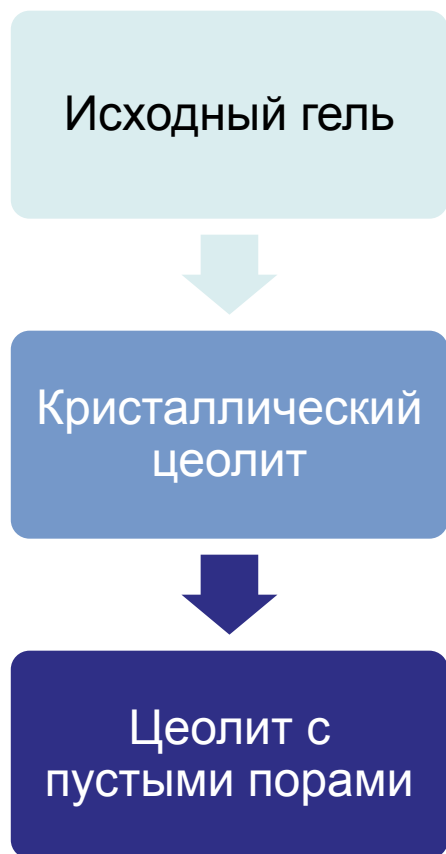 Исходный гель
Кристаллический
цеолит
Цеолит с
пустыми порами